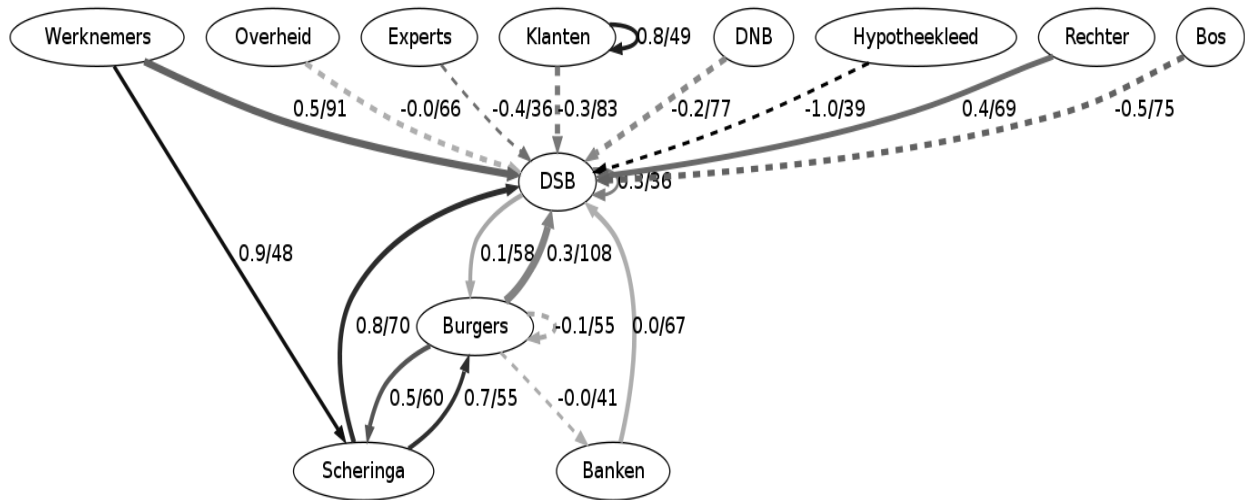 Werknemers
Overheid
Experts
Klanten
0.8/49
DNB
Hypotheekleed
Rechter
Bos
0.5/91
-0.0/66
-0.4/36
-0.3/83
-0.2/77
-1.0/39
0.4/69
-0.5/75
DSB
0.3/36
0.9/48
0.1/58
0.3/108
0.8/70
Burgers
-0.1/55
0.0/67
0.5/60
0.7/55
-0.0/41
Scheringa
Banken